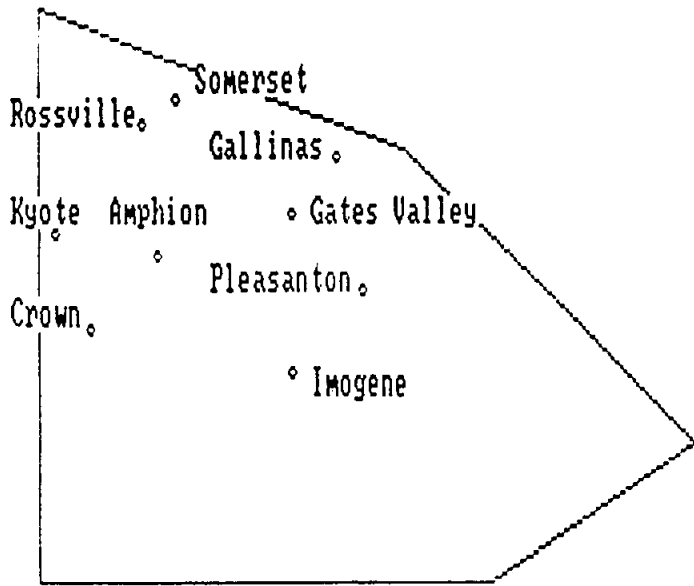 Somerset
Rossville
Gallinas
Kyote Amphion
Gates Valley
Pleasanton
Crown
Imogene